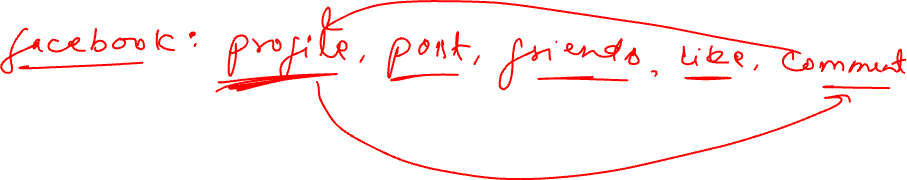 facebook: profile, post, friends, like, comment